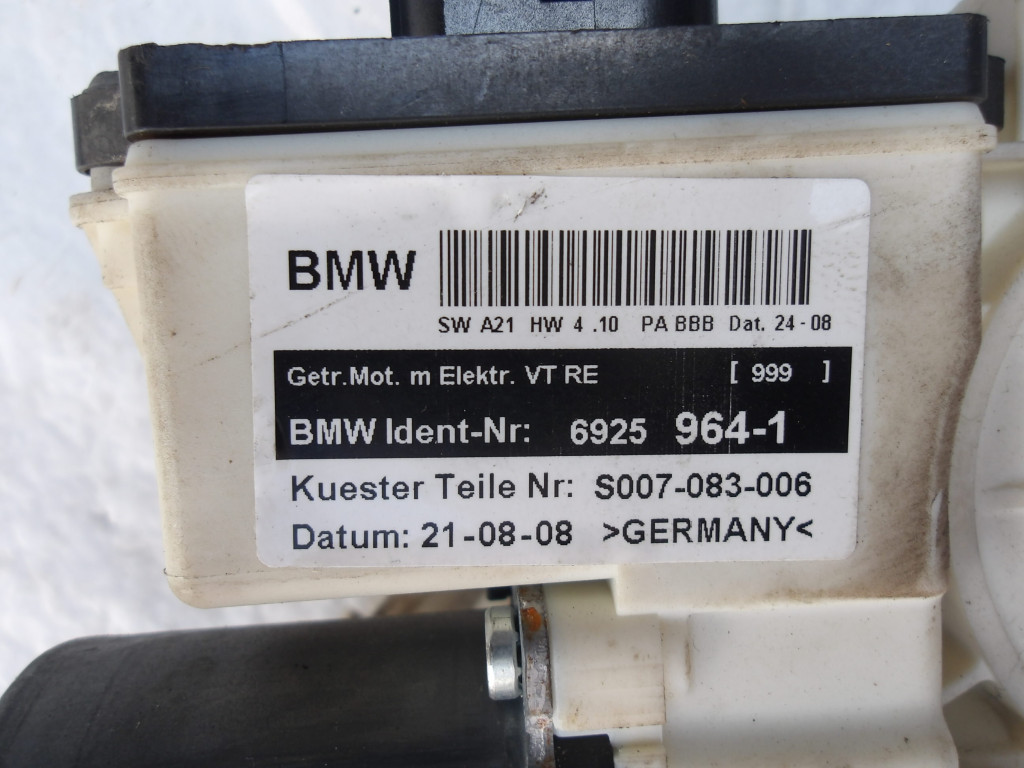 BMW
SW A21 HW 4 .10 PA BBB Dat. 24-08
Getr.Mot. m Elektr. VT RE [ 999 ]
BMW Ident-Nr: 6925 964-1
Kuester Teile Nr: S007-083-006
Datum: 21-08-08 >GERMANY<